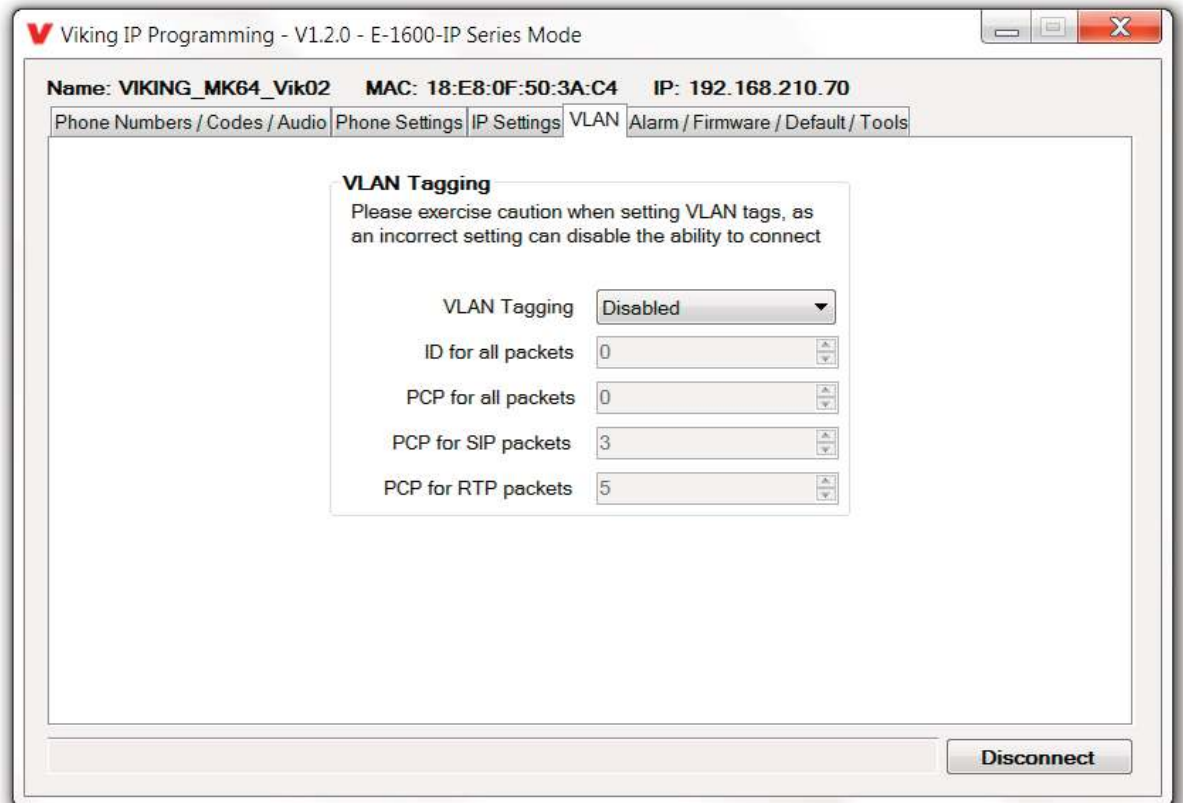 Viking IP Programming - V1.2.0 - E-1600-IP Series Mode
Name: VIKING_MK64_Vik02 MAC: 18:E8:0F:50:3A:C4 IP: 192.168.210.70
Phone Numbers / Codes / Audio Phone Settings IP Settings VLAN Alarm / Firmware / Default / Tools
VLAN Tagging
Please exercise caution when setting VLAN tags, as
an incorrect setting can disable the ability to connect
VLAN Tagging Disabled
ID for all packets 0
PCP for all packets 0
PCP for SIP packets 3
PCP for RTP packets 5
Disconnect